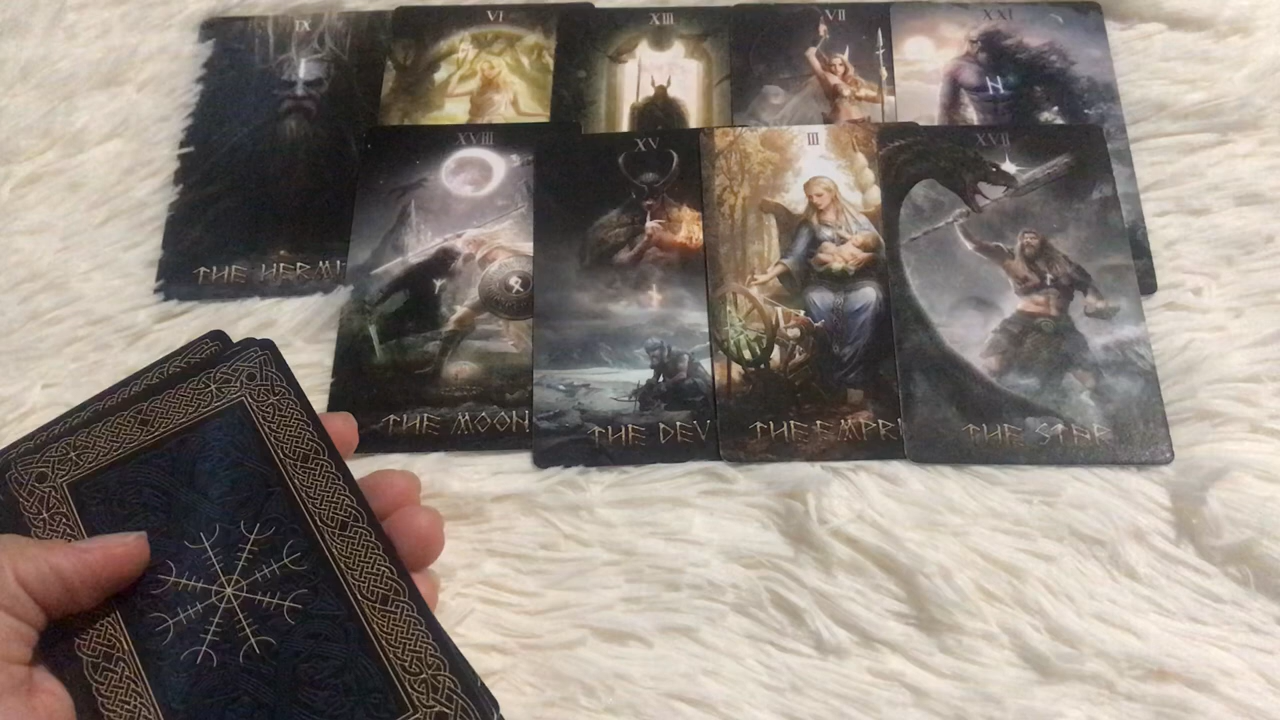 IX
VI
XIII
VII
XXI
THE HERMI
XVIII
XV
III
XVII
THE MOON
THE DEV
THE EMPR
THE STAR